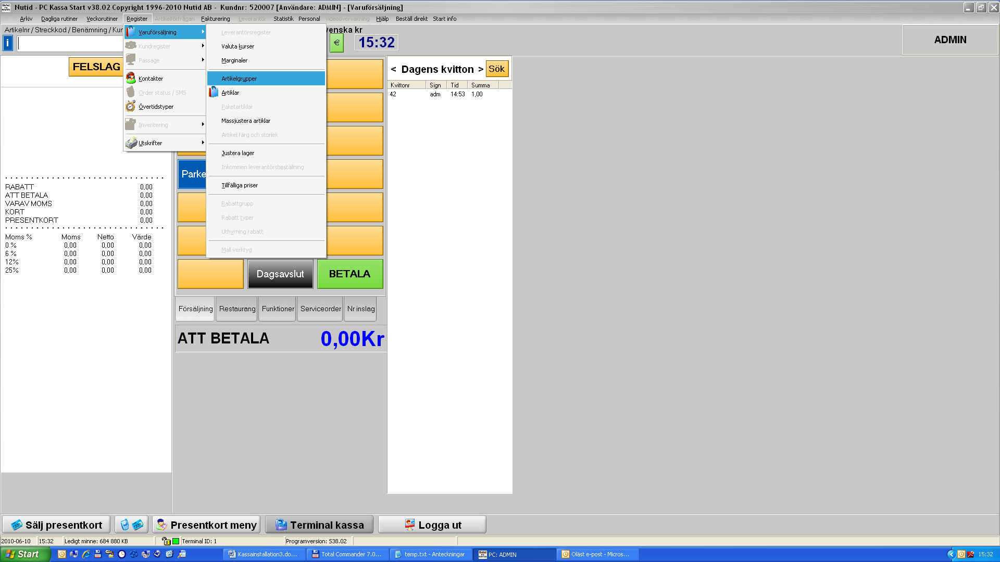 Nutid - PC Kassa Start v38.02 Copyright 1996-2010 Nutid AB - Kundnr: 520007 [Användare: ADMIN] - [Varuförsäljning]
Arkiv Dagliga rutiner Veckorutiner Register Artikelförfrågan Fakturering Leverantör Statistik Personal Videoövervakning Hjälp Beställ direkt Start info
Artikelnr / Streckkod / Benämning / Kur
venska kr
i
€
15:32
ADMIN
FELSLAG
Varuförsäljning
Kundregister
Passage
Kontakter
Order status / SMS
Övertidstyper
Inventering
Utskrifter
Leverantörsregister
Valuta kurser
Marginaler
Artikelgrupper
Artiklar
Paketartiklar
Massjustera artiklar
Artikel färg och storlek
Justera lager
Inkommen leverantörsbeställning
Tillfälliga priser
Rabattgrupp
Rabatt typer
Uthyrning rabatt
Mall verktyg
< Dagens kvitton > Sök
Kvittonr Sign Tid Summa
42 adm 14:53 1,00
Parke
RABATT 0,00
ATT BETALA 0,00
VARAV MOMS 0,00
KORT 0,00
PRESENTKORT 0,00
Moms % Moms Netto Värde
0 % 0,00 0,00 0,00
6 % 0,00 0,00 0,00
12% 0,00 0,00 0,00
25% 0,00 0,00 0,00
Dagsavslut BETALA
Försäljning Restaurang Funktioner Serviceorder Nr inslag
ATT BETALA 0,00Kr
Sälj presentkort Presentkort meny Terminal kassa Logga ut
2010-06-10 15:32 Ledigt minne: 684 880 KB Terminal ID: 1 Programversion: S38.02
Start Kassainstallation3.do... Total Commander 7.0... temp.txt - Anteckningar PC: ADMIN Oläst e-post - Micros... 15:32